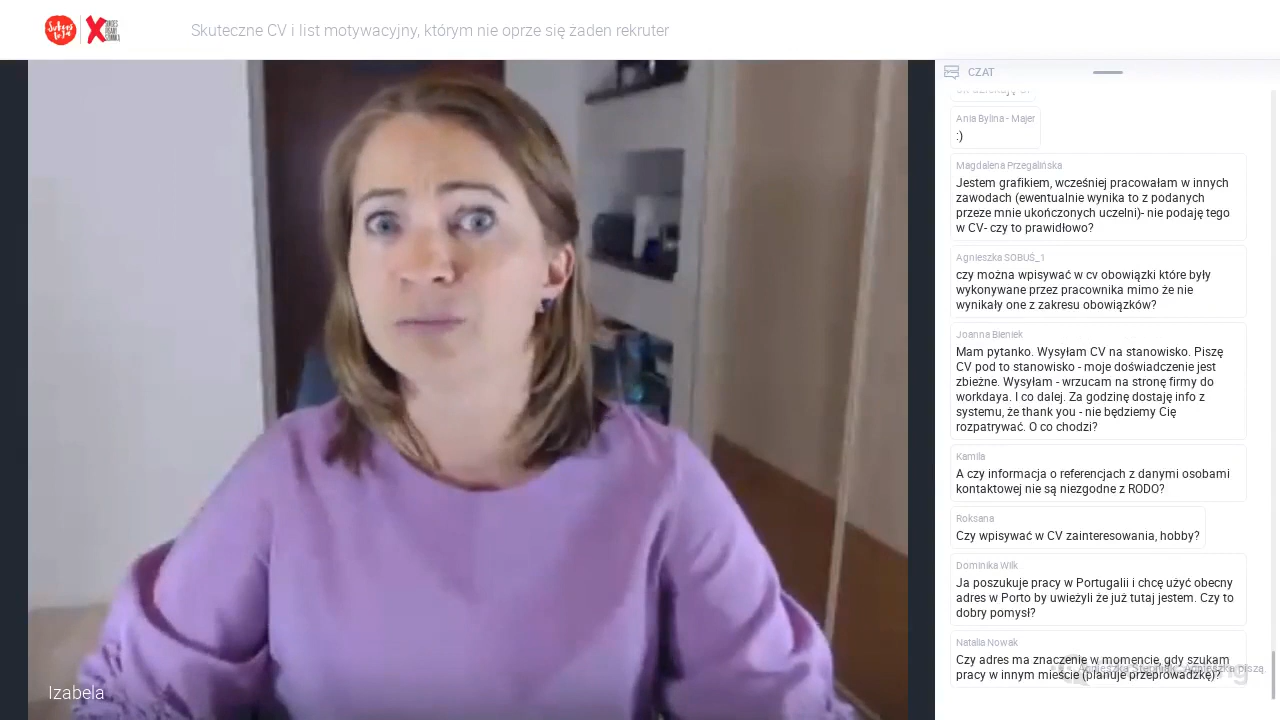 Sukces to Ja
Skuteczne CV i list motywacyjny, którym nie oprze się żaden rekruter
CZAT
Ania Bylina - Majer
:)
Magdalena Przegalińska
Jestem grafikiem, wcześniej pracowałam w innych
zawodach (ewentualnie wynika to z podanych
przeze mnie ukończonych uczelni)- nie podaję tego
w CV- czy to prawidłowo?
Agnieszka SOBUŚ_1
czy można wpisywać w cv obowiązki które były
wykonywane przez pracownika mimo że nie
wynikały one z zakresu obowiązków?
Joanna Bieniek
Mam pytanko. Wysyłam CV na stanowisko. Piszę
CV pod to stanowisko - moje doświadczenie jest
zbieżne. Wysyłam - wrzucam na stronę firmy do
workdaya. I co dalej. Za godzinę dostaję info z
systemu, że thank you - nie będziemy Cię
rozpatrywać. O co chodzi?
Kamila
A czy informacja o referencjach z danymi osobami
kontaktowej nie są niezgodne z RODO?
Roksana
Czy wpisywać w CV zainteresowania, hobby?
Dominika Wilk
Ja poszukuje pracy w Portugalii i chcę użyć obecny
adres w Porto by uwieżyli że już tutaj jestem. Czy to
dobry pomysł?
Natalia Nowak
Czy adres ma znaczenie w momencie, gdy szukam
pracy w innym mieście (planuje przeprowadzkę)?
Izabela